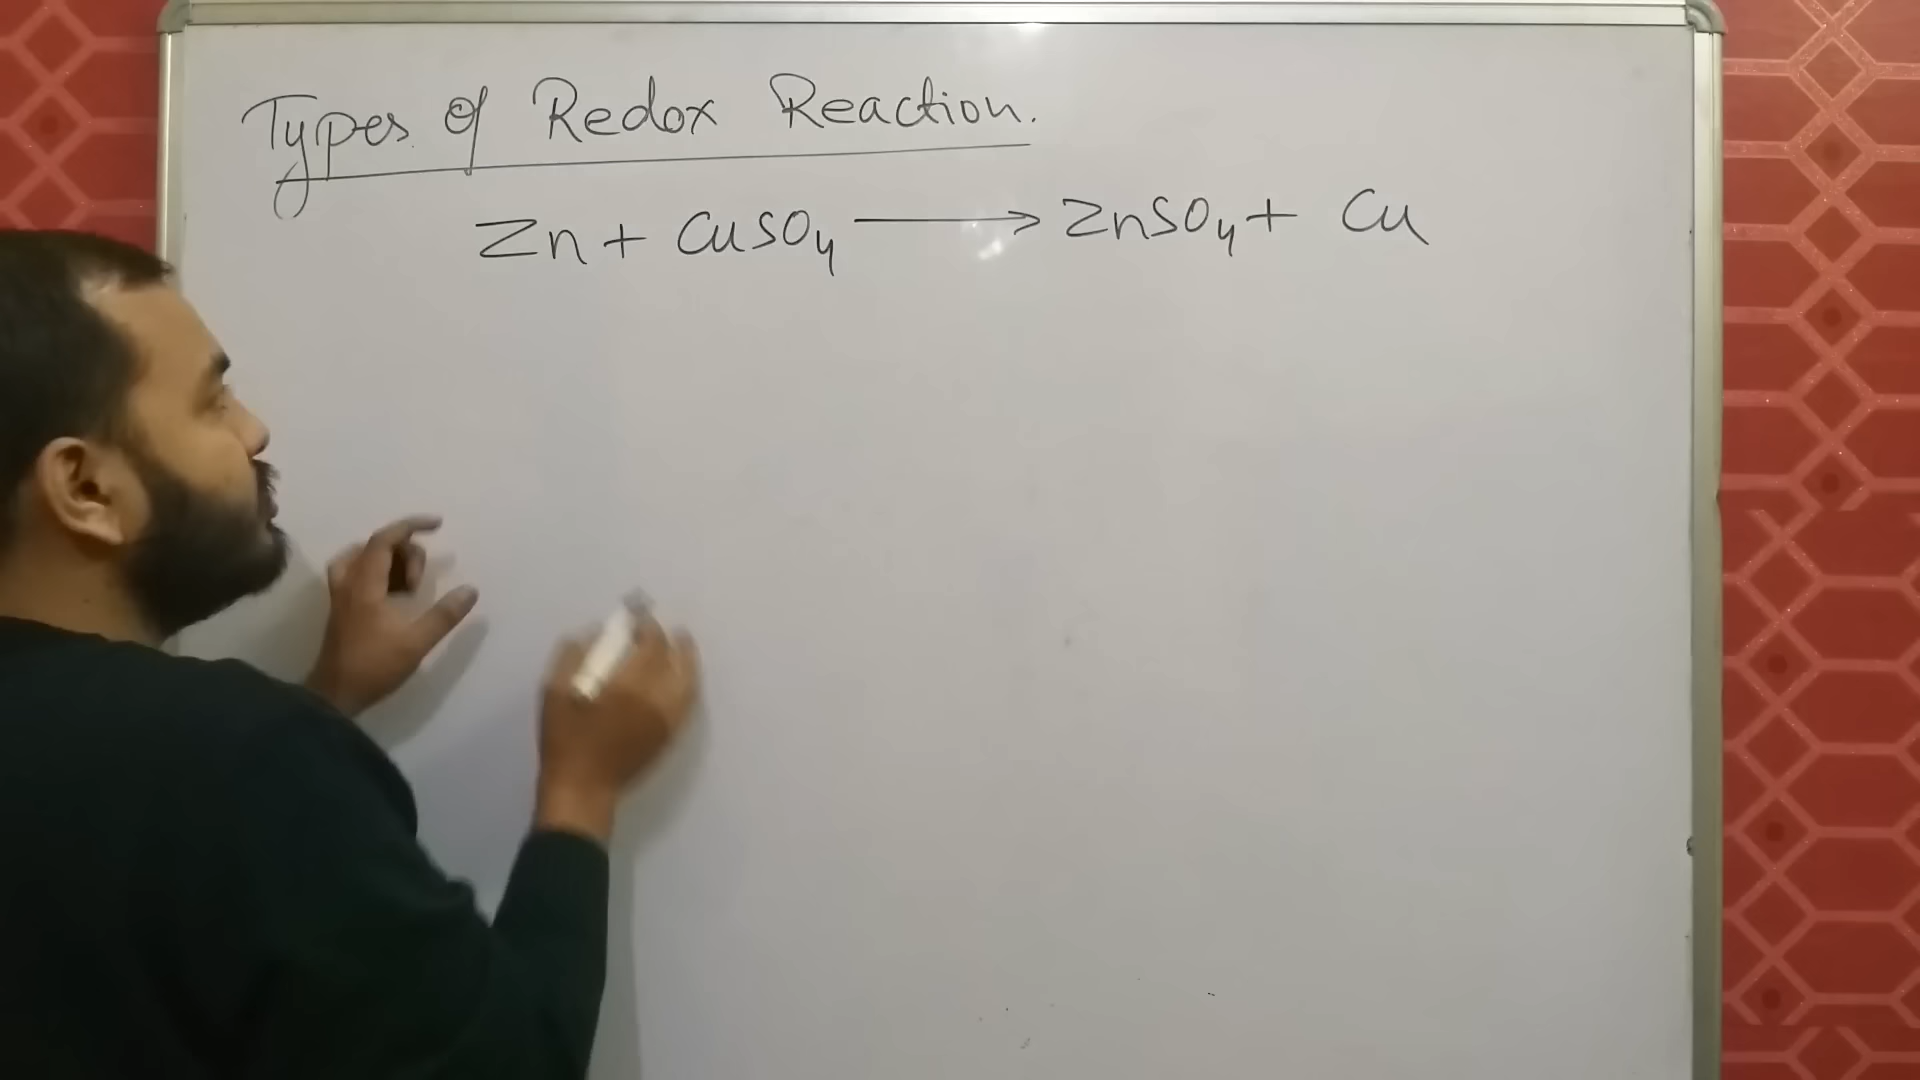 Types of Redox Reaction.
Zn + CuSO₄ ⟶ ZnSO₄ + Cu